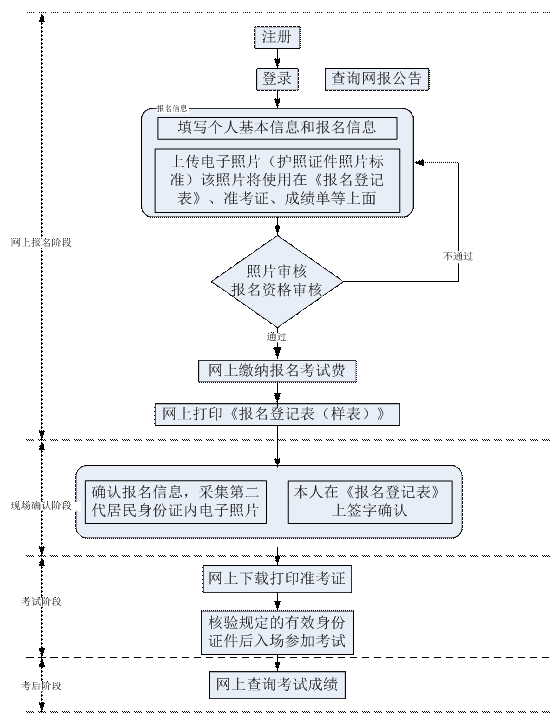 注册
登录
查询网报公告
报名信息
填写个人基本信息和报名信息
上传电子照片（护照证件照片标
准）该照片将使用在《报名登记
表》、准考证、成绩单等上面
网上报名阶段
不通过
照片审核
报名资格审核
通过
网上缴纳报名考试费
网上打印《报名登记表（样表）》
现场确认阶段
确认报名信息，采集第二
代居民身份证内电子照片
本人在《报名登记表》
上签字确认
网上下载打印准考证
考试阶段
核验规定的有效身份
证件后入场参加考试
考后阶段
网上查询考试成绩